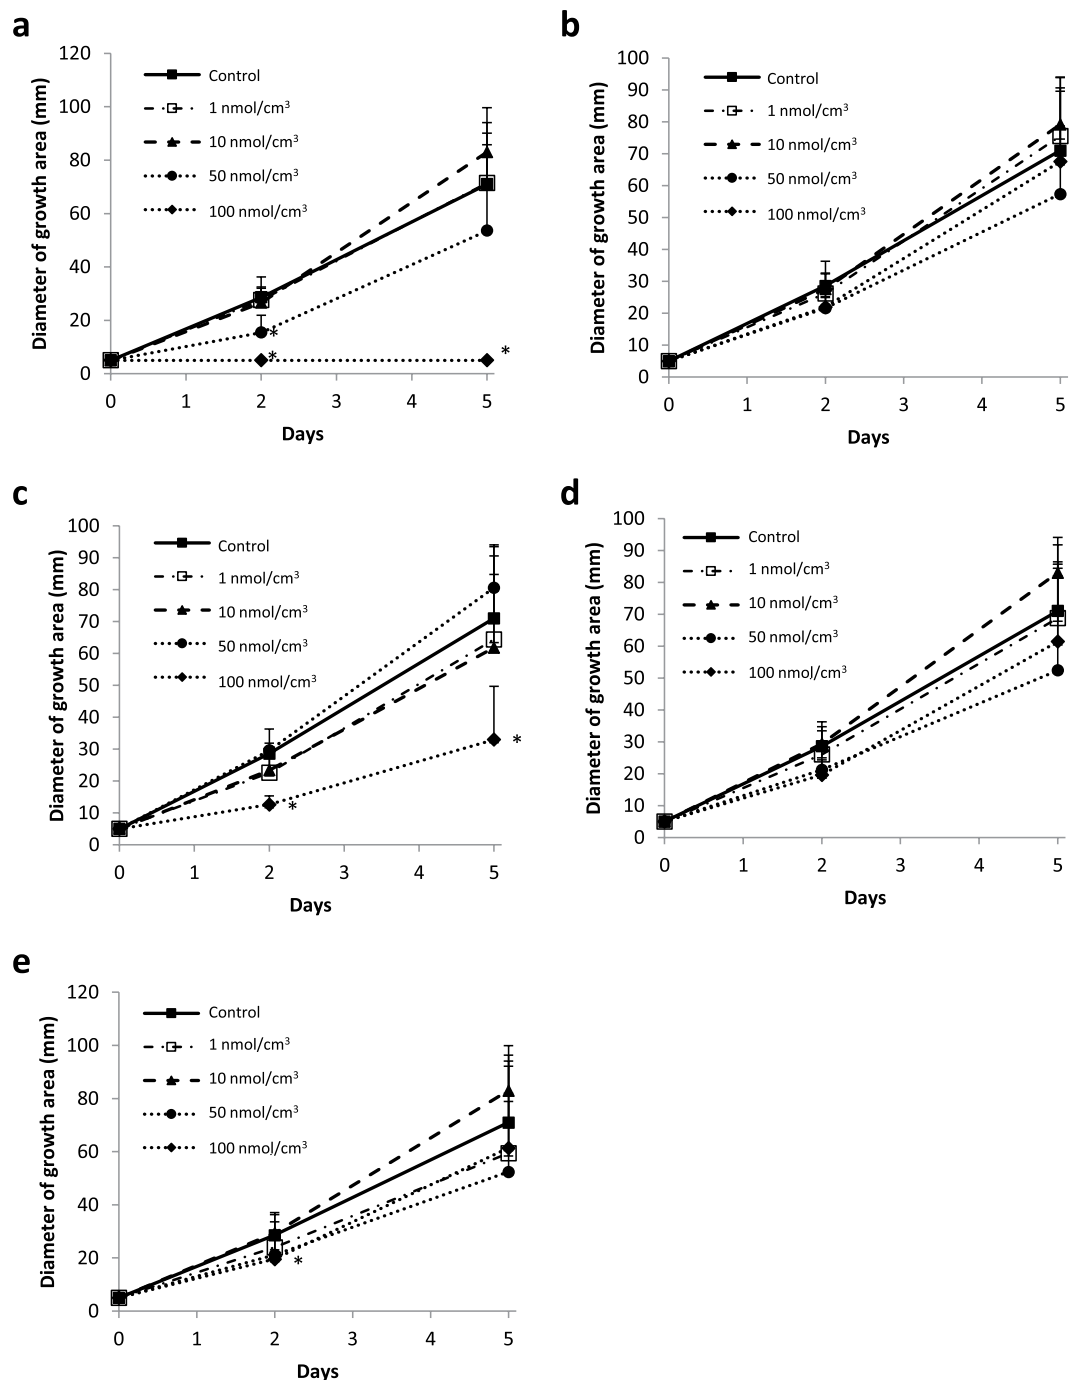 a
120
100
80
60
40
20
0
Diameter of growth area (mm)
Control
1 nmol/cm³
10 nmol/cm³
50 nmol/cm³
100 nmol/cm³
*
*
*
0 1 2 3 4 5
Days
b
100
90
80
70
60
50
40
30
20
10
0
Diameter of growth area (mm)
Control
1 nmol/cm³
10 nmol/cm³
50 nmol/cm³
100 nmol/cm³
0 1 2 3 4 5
Days
c
100
90
80
70
60
50
40
30
20
10
0
Diameter of growth area (mm)
Control
1 nmol/cm³
10 nmol/cm³
50 nmol/cm³
100 nmol/cm³
*
*
0 1 2 3 4 5
Days
d
100
90
80
70
60
50
40
30
20
10
0
Diameter of growth area (mm)
Control
1 nmol/cm³
10 nmol/cm³
50 nmol/cm³
100 nmol/cm³
0 1 2 3 4 5
Days
e
120
100
80
60
40
20
0
Diameter of growth area (mm)
Control
1 nmol/cm³
10 nmol/cm³
50 nmol/cm³
100 nmol/cm³
*
0 1 2 3 4 5
Days